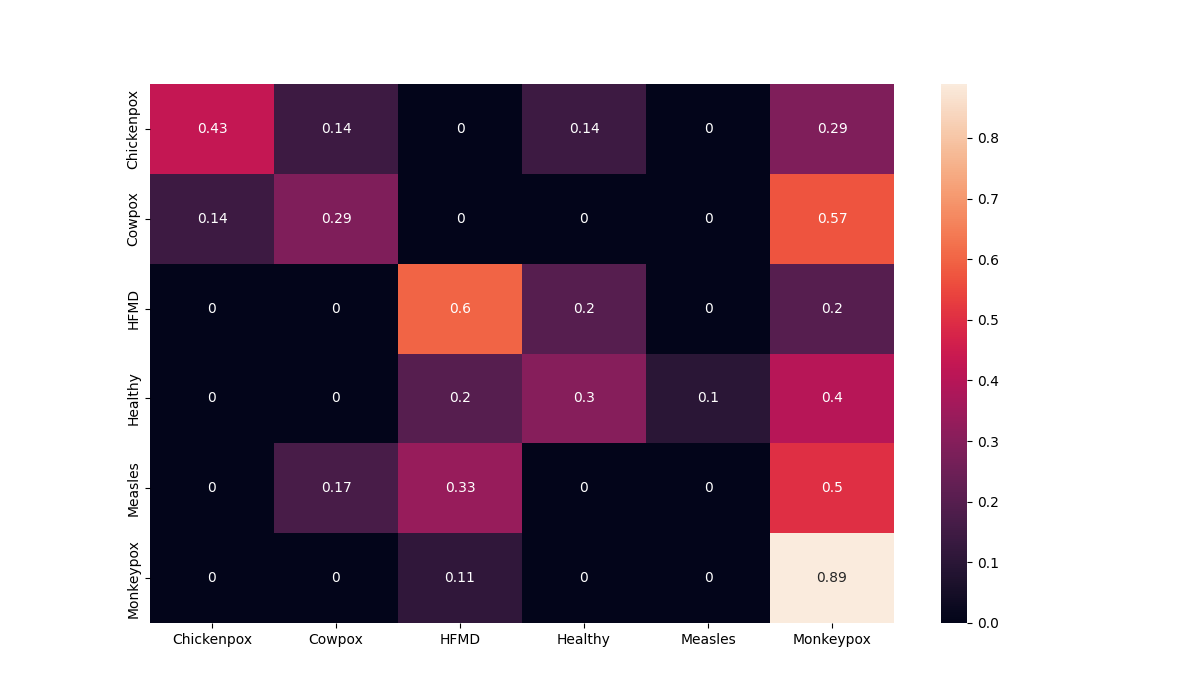 Chickenpox 0.43 0.14 0 0.14 0 0.29
Cowpox 0.14 0.29 0 0 0 0.57
HFMD 0 0 0.6 0.2 0 0.2
Healthy 0 0 0.2 0.3 0.1 0.4
Measles 0 0.17 0.33 0 0 0.5
Monkeypox 0 0 0.11 0 0 0.89
Chickenpox Cowpox HFMD Healthy Measles Monkeypox
0.8
0.7
0.6
0.5
0.4
0.3
0.2
0.1
0.0